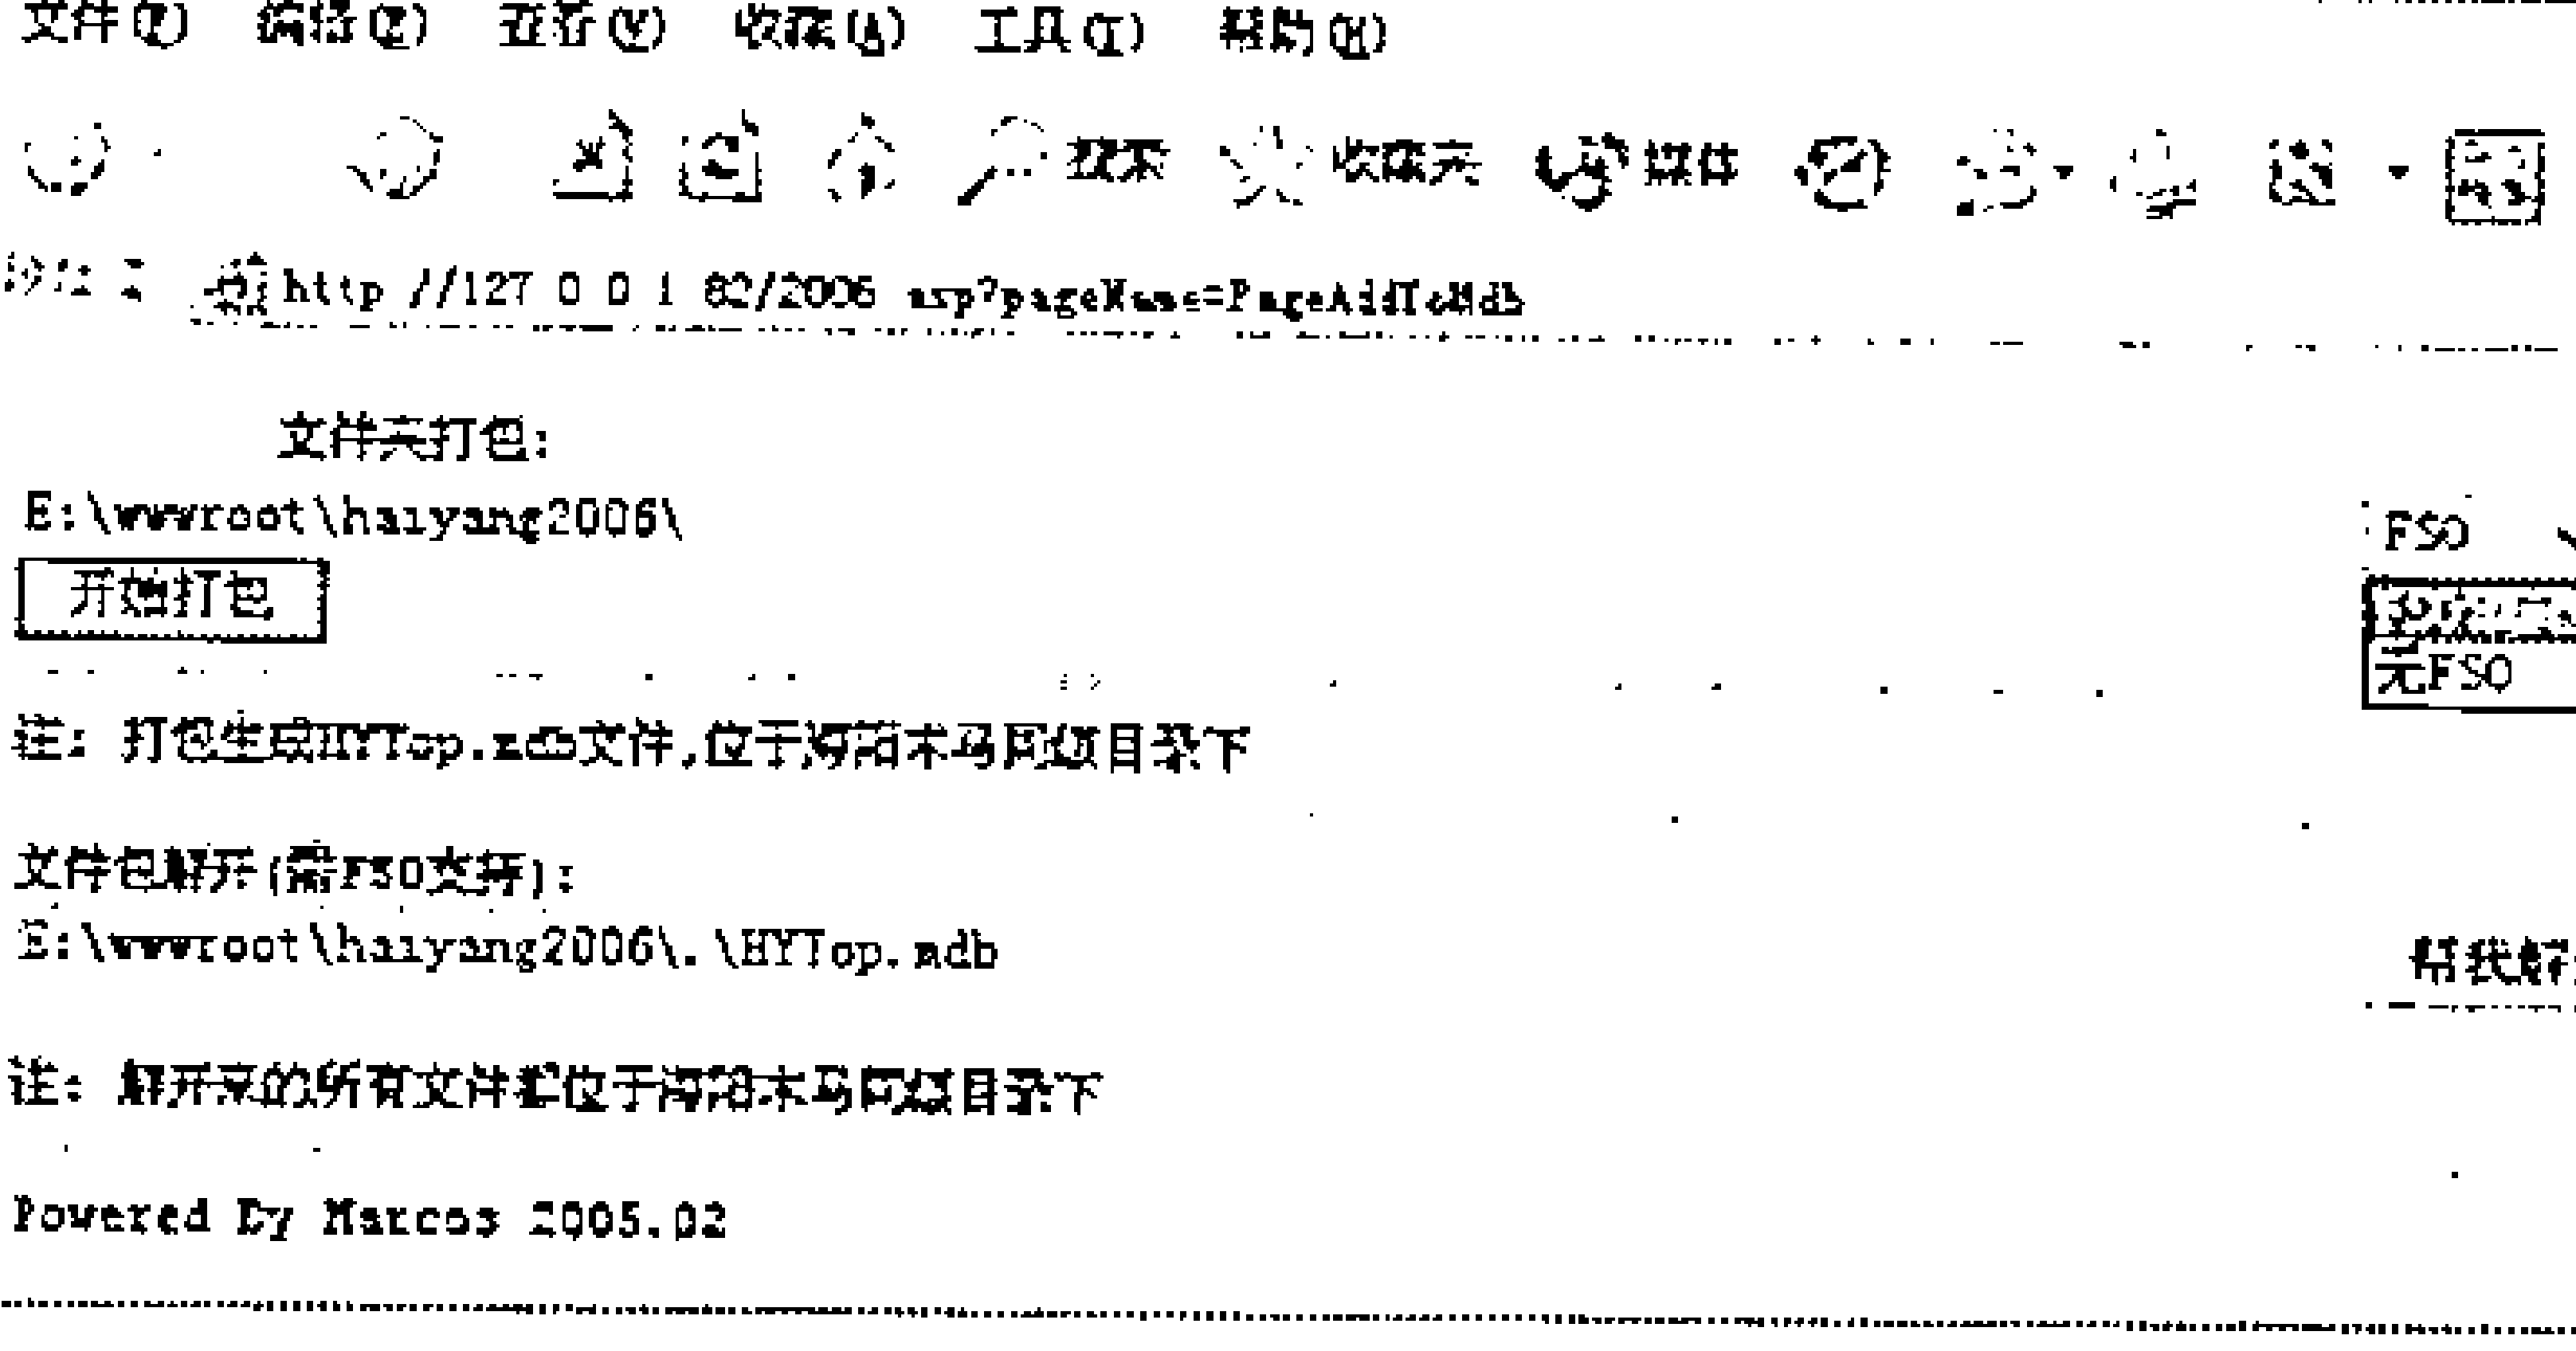 文件(F) 编辑(E) 查看(V) 收藏(A) 工具(T) 帮助(H)
搜索 收藏夹 媒体
http //127 0 0 1 82/2006 asp?pageName=PageAddToMdb
文件夹打包:
E:\wwwroot\haiyang2006\
FSO
开始打包
无FSO
注: 打包生成HYTop.mdb文件,位于海阳木马同级目录下
文件包解开(需FSO支持):
E:\wwwroot\haiyang2006\.\HYTop.mdb
帮我解
注: 解开来的所有文件都位于海阳木马同级目录下
Powered By Marcos 2005.02